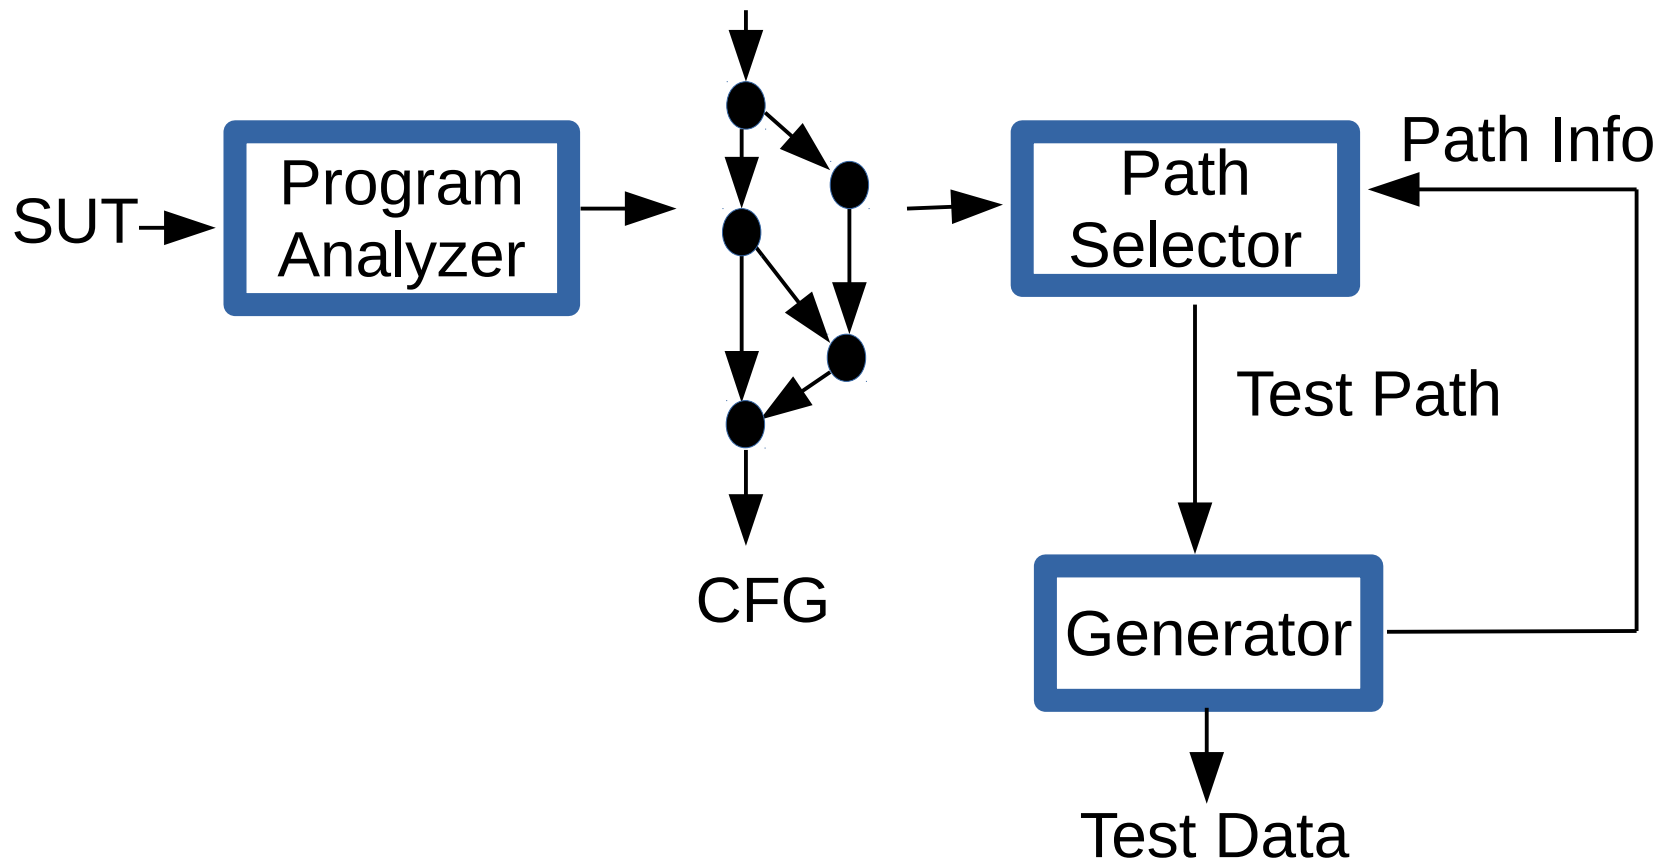 SUT
Program
Analyzer
CFG
Path
Selector
Path Info
Test Path
Generator
Test Data